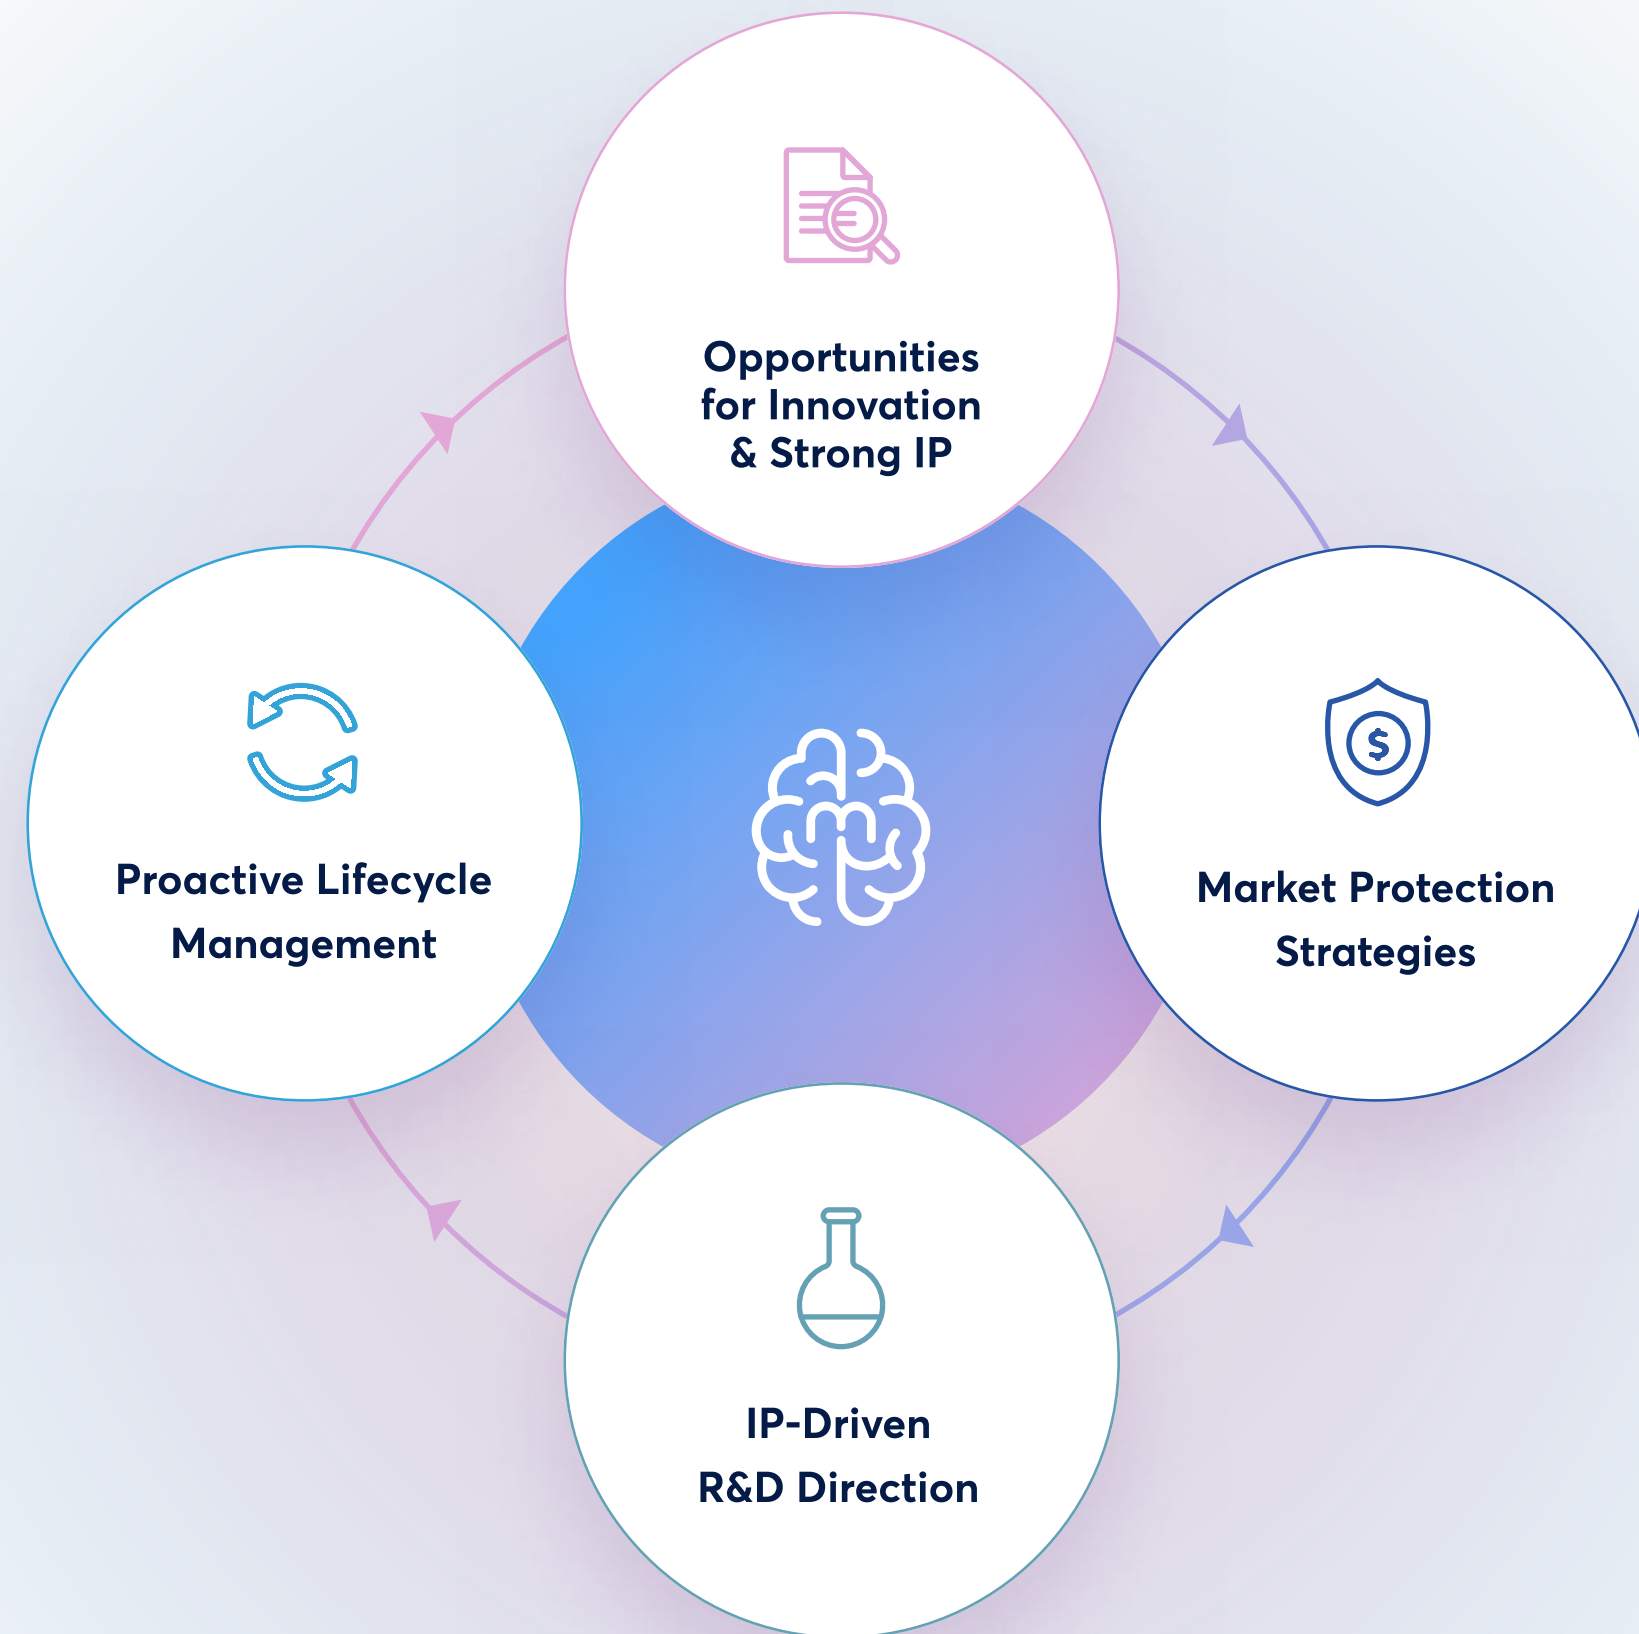 Opportunities
for Innovation
& Strong IP
Proactive Lifecycle
Management
$
Market Protection
Strategies
IP-Driven
R&D Direction